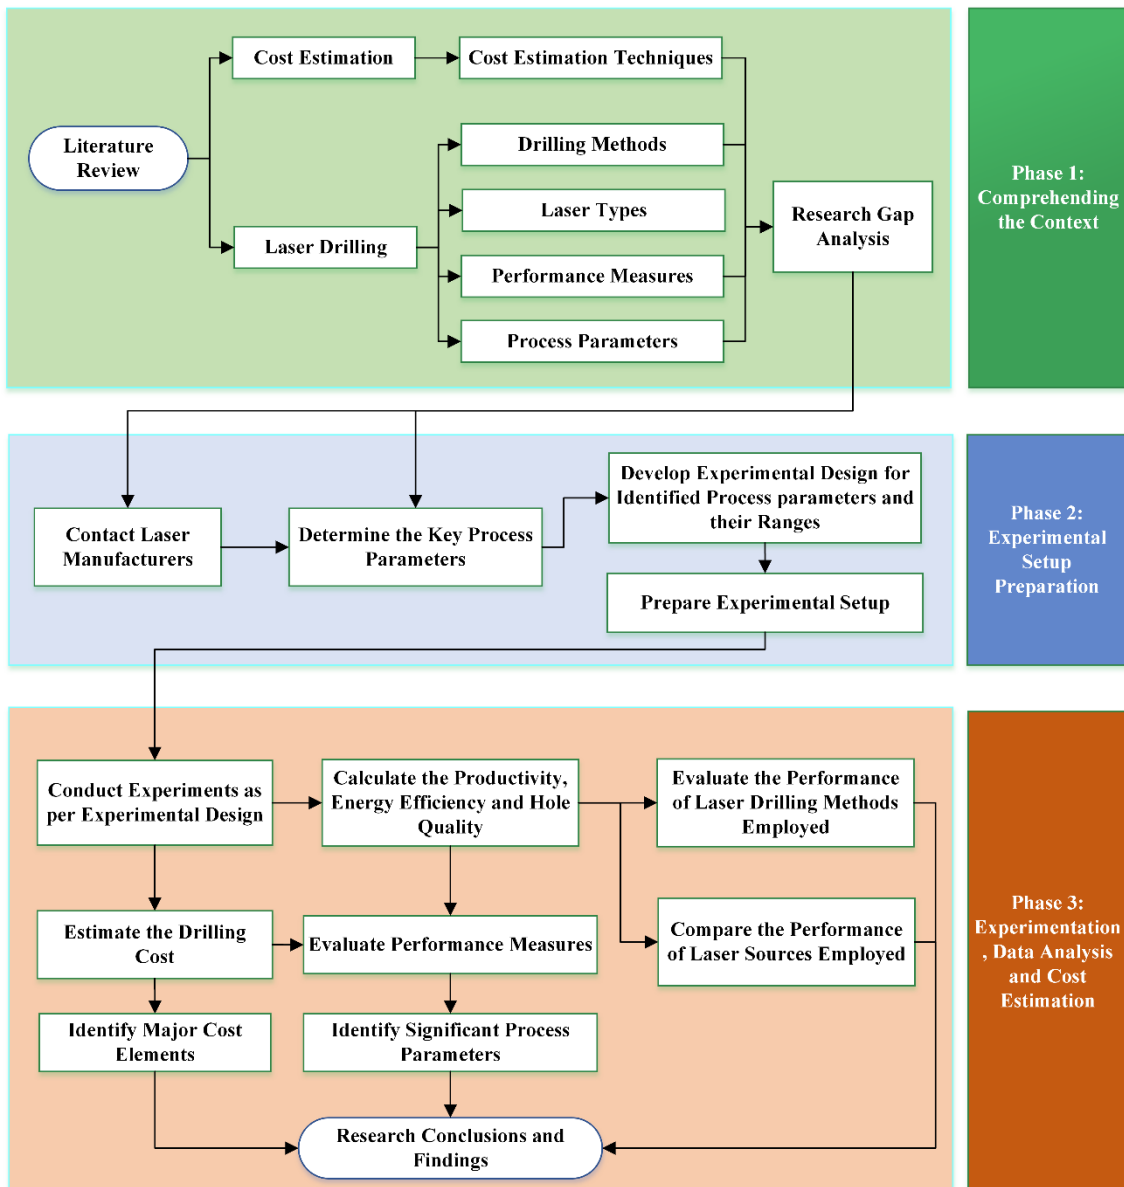 Cost Estimation
Cost Estimation Techniques
Literature
Review
Drilling Methods
Laser Types
Laser Drilling
Performance Measures
Process Parameters
Research Gap
Analysis
Phase 1:
Comprehending
the Context
Contact Laser
Manufacturers
Determine the Key Process
Parameters
Develop Experimental Design for
Identified Process parameters and
their Ranges
Prepare Experimental Setup
Phase 2:
Experimental
Setup
Preparation
Conduct Experiments as
per Experimental Design
Calculate the Productivity,
Energy Efficiency and Hole
Quality
Evaluate the Performance
of Laser Drilling Methods
Employed
Estimate the Drilling
Cost
Evaluate Performance Measures
Compare the Performance
of Laser Sources Employed
Identify Major Cost
Elements
Identify Significant Process
Parameters
Research Conclusions and
Findings
Phase 3:
Experimentation
, Data Analysis
and Cost
Estimation